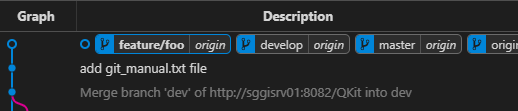 Graph Description
feature/foo origin develop origin master origin
add git_manual.txt file
Merge branch 'dev' of http://sggisrv01:8082/QKit into dev